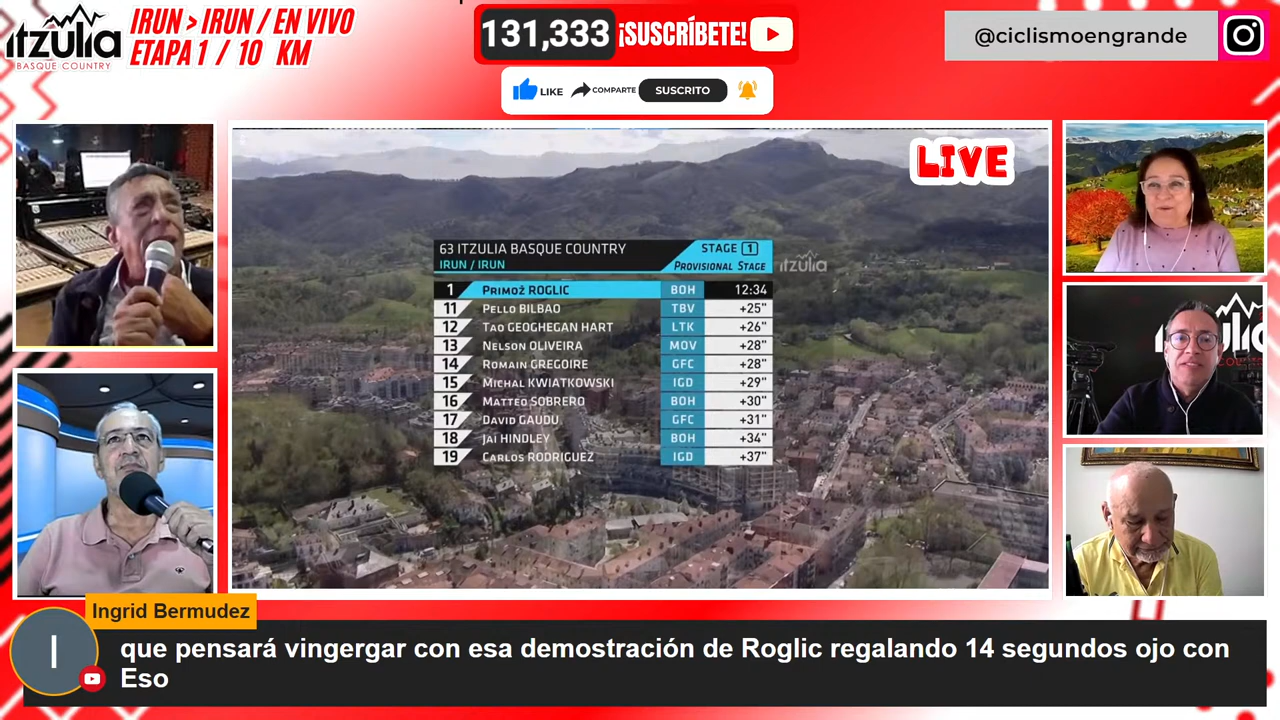 itzulia
BASQUE COUNTRY
IRUN > IRUN / EN VIVO
ETAPA 1 / 10 KM
131,333
¡SUSCRÍBETE!
LIKE
COMPARTE
SUSCRITO
@ciclismoengrande
LIVE
63 ITZULIA BASQUE COUNTRY
IRUN / IRUN
STAGE 1
PROVISIONAL STAGE
itzulia
1 PRIMOŽ ROGLIC BOH 12:34
11 PELLO BILBAO TBV +25"
12 TAO GEOGHEGAN HART LTK +26"
13 NELSON OLIVEIRA MOV +28"
14 ROMAIN GREGOIRE GFC +28"
15 MICHAL KWIATKOWSKI IGD +29"
16 MATTEO SOBRERO BOH +30"
17 DAVID GAUDU GFC +31"
18 JAI HINDLEY BOH +34"
19 CARLOS RODRIGUEZ IGD +37"
Ingrid Bermudez
I
que pensará vingergar con esa demostración de Roglic regalando 14 segundos ojo con
Eso